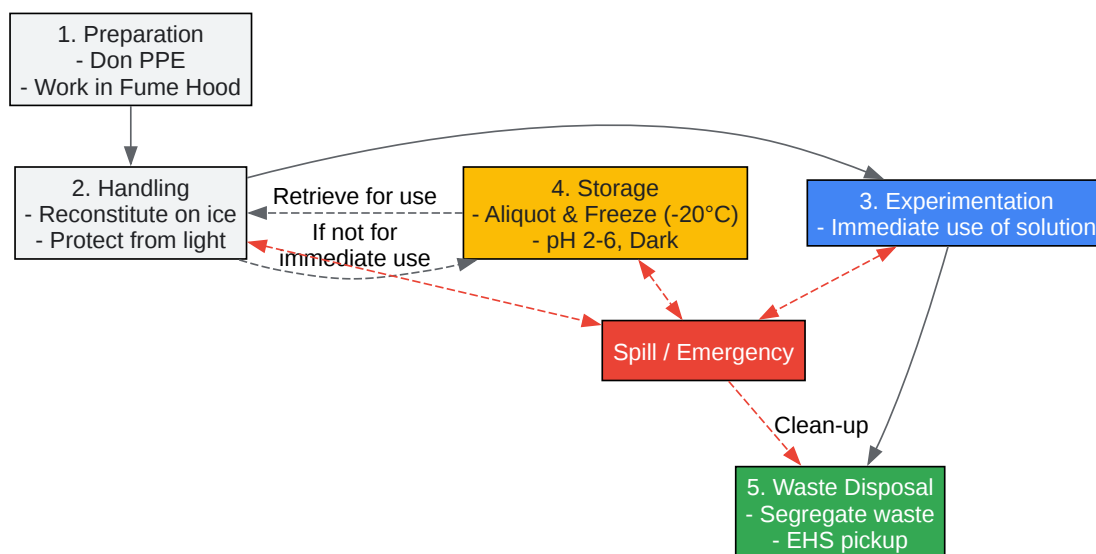 1. Preparation
- Don PPE
- Work in Fume Hood
2. Handling
- Reconstitute on ice
- Protect from light
Retrieve for use
If not for
immediate use
4. Storage
- Aliquot & Freeze (-20°C)
- pH 2-6, Dark
3. Experimentation
- Immediate use of solution
Spill / Emergency
Clean-up
5. Waste Disposal
- Segregate waste
- EHS pickup